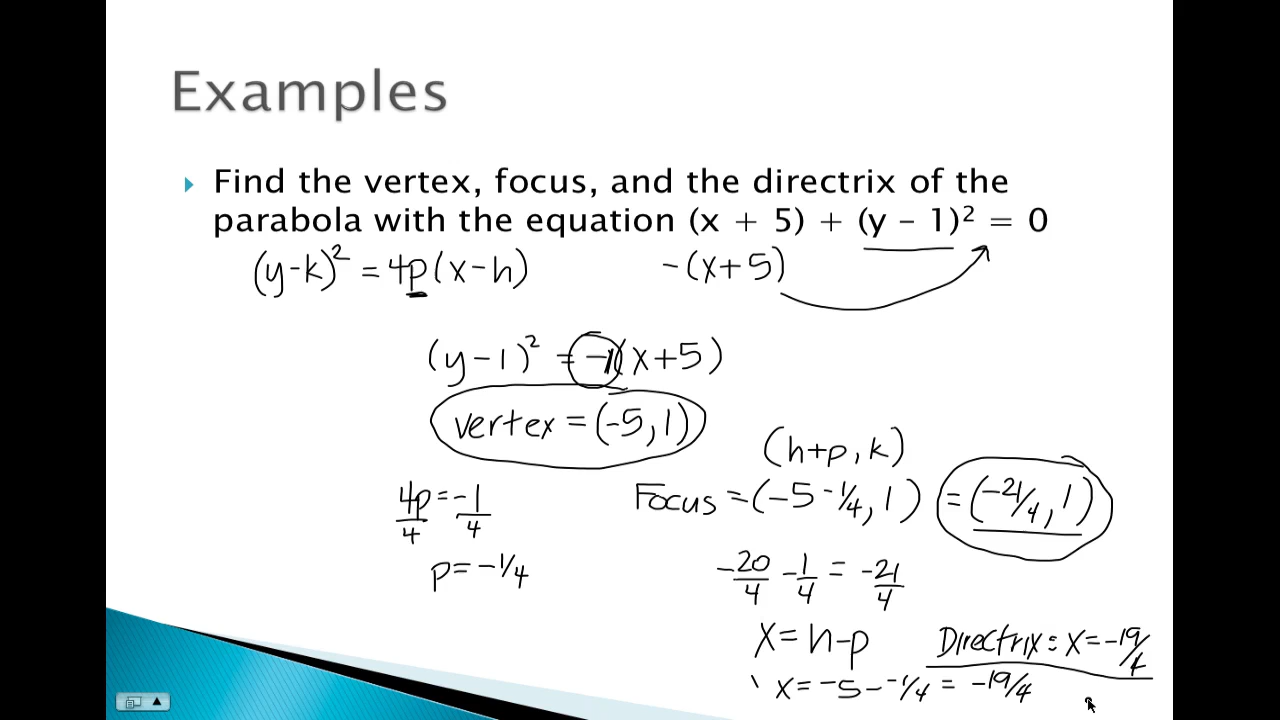 Examples
Find the vertex, focus, and the directrix of the
parabola with the equation (x + 5) + (y – 1)² = 0
(y-k)² = 4p(x-h)
-(x+5)
(y-1)² = -1(x+5)
vertex = (-5,1)
(h+p,k)
4p = -1
4 4
Focus = (-5 -1/4, 1) = (-21/4, 1)
p = -1/4
-20/4 - 1/4 = -21/4
x = h-p
Directrix: x = -19/4
x = -5 - -1/4 = -19/4